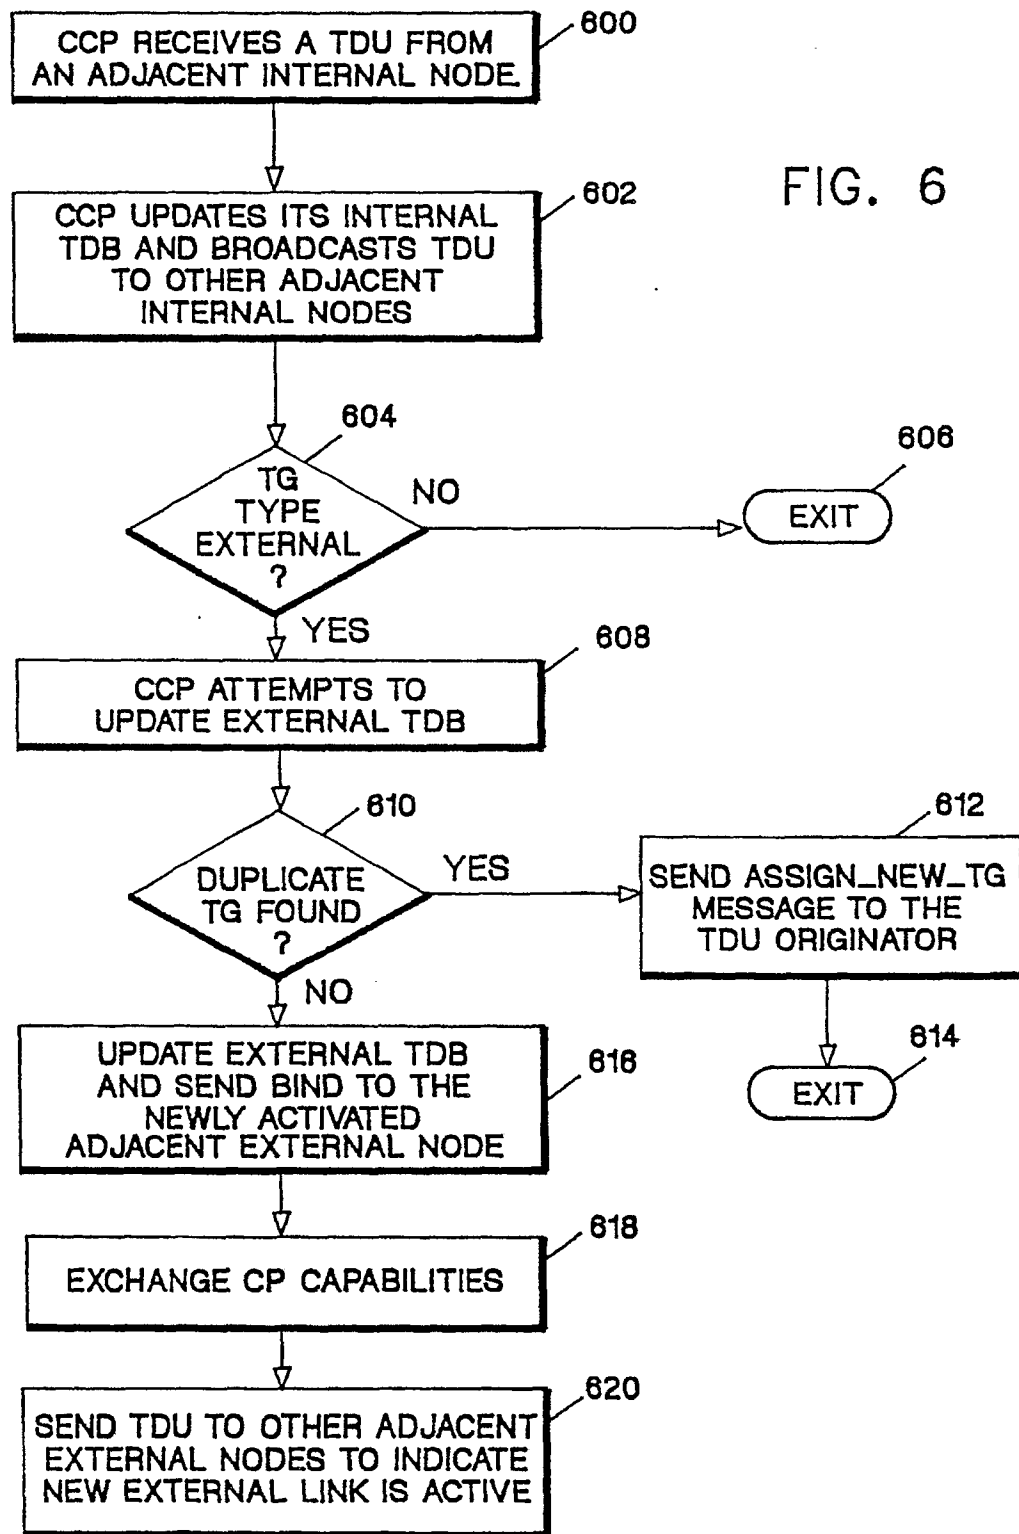 600
CCP RECEIVES A TDU FROM
AN ADJACENT INTERNAL NODE.
FIG. 6
602
CCP UPDATES ITS INTERNAL
TDB AND BROADCASTS TDU
TO OTHER ADJACENT
INTERNAL NODES
604
TG
TYPE
EXTERNAL
?
NO
606
EXIT
YES
608
CCP ATTEMPTS TO
UPDATE EXTERNAL TDB
610
DUPLICATE
TG FOUND
?
YES
612
SEND ASSIGN_NEW_TG
MESSAGE TO THE
TDU ORIGINATOR
NO
614
EXIT
616
UPDATE EXTERNAL TDB
AND SEND BIND TO THE
NEWLY ACTIVATED
ADJACENT EXTERNAL NODE
618
EXCHANGE CP CAPABILITIES
620
SEND TDU TO OTHER ADJACENT
EXTERNAL NODES TO INDICATE
NEW EXTERNAL LINK IS ACTIVE